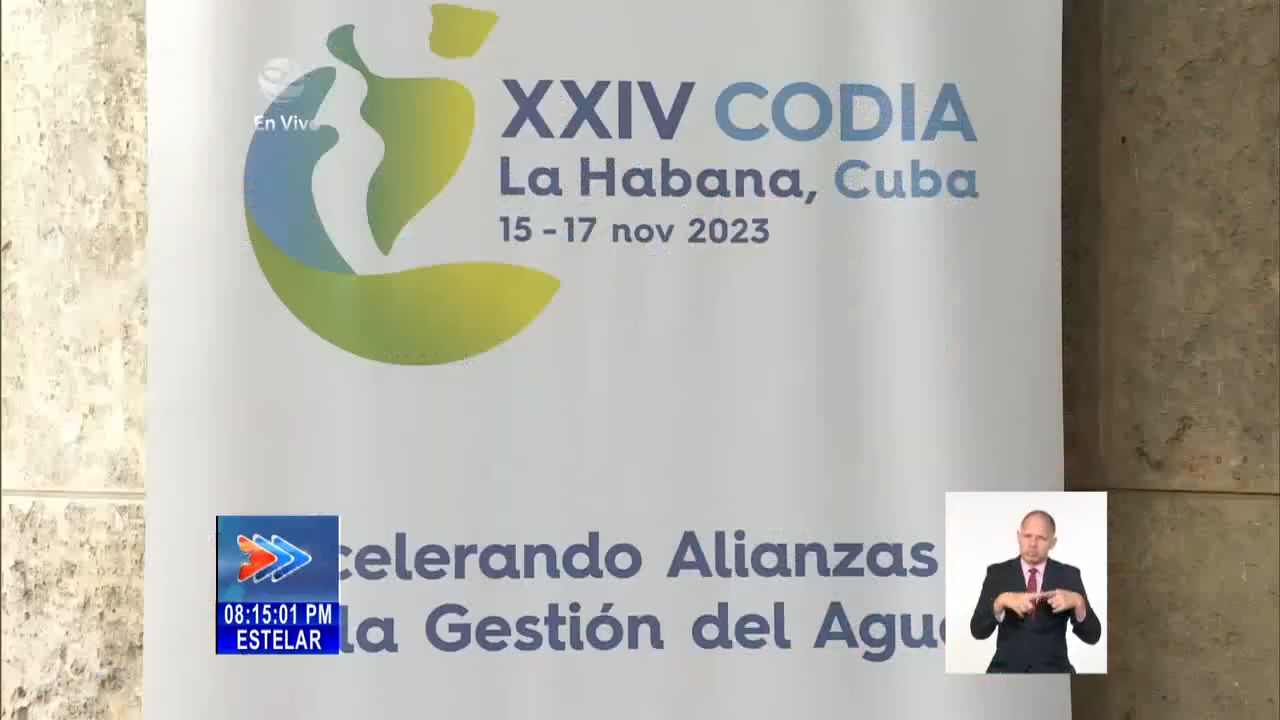 XXIV CODIA
En Vivo
La Habana, Cuba
15 - 17 nov 2023
celerando Alianzas
la Gestión del Agu
08:15:01 PM
ESTELAR